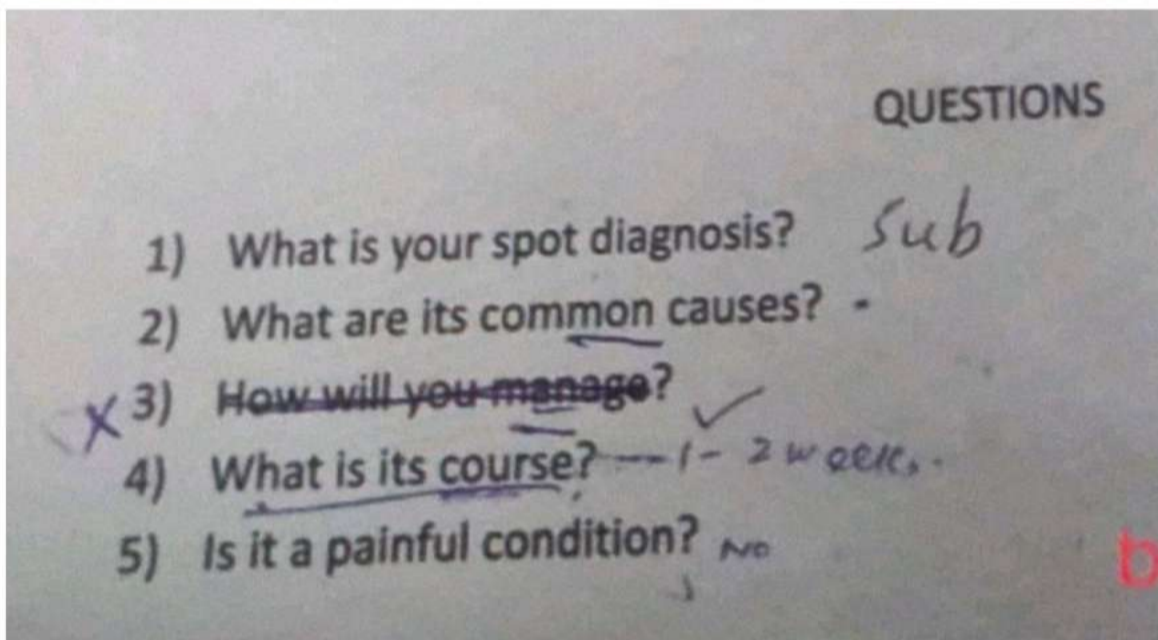 QUESTIONS
1) What is your spot diagnosis? Sub
2) What are its common causes? -
X 3) How will you manage?
4) What is its course? — 1 - 2 weeks.
5) Is it a painful condition? NO
b